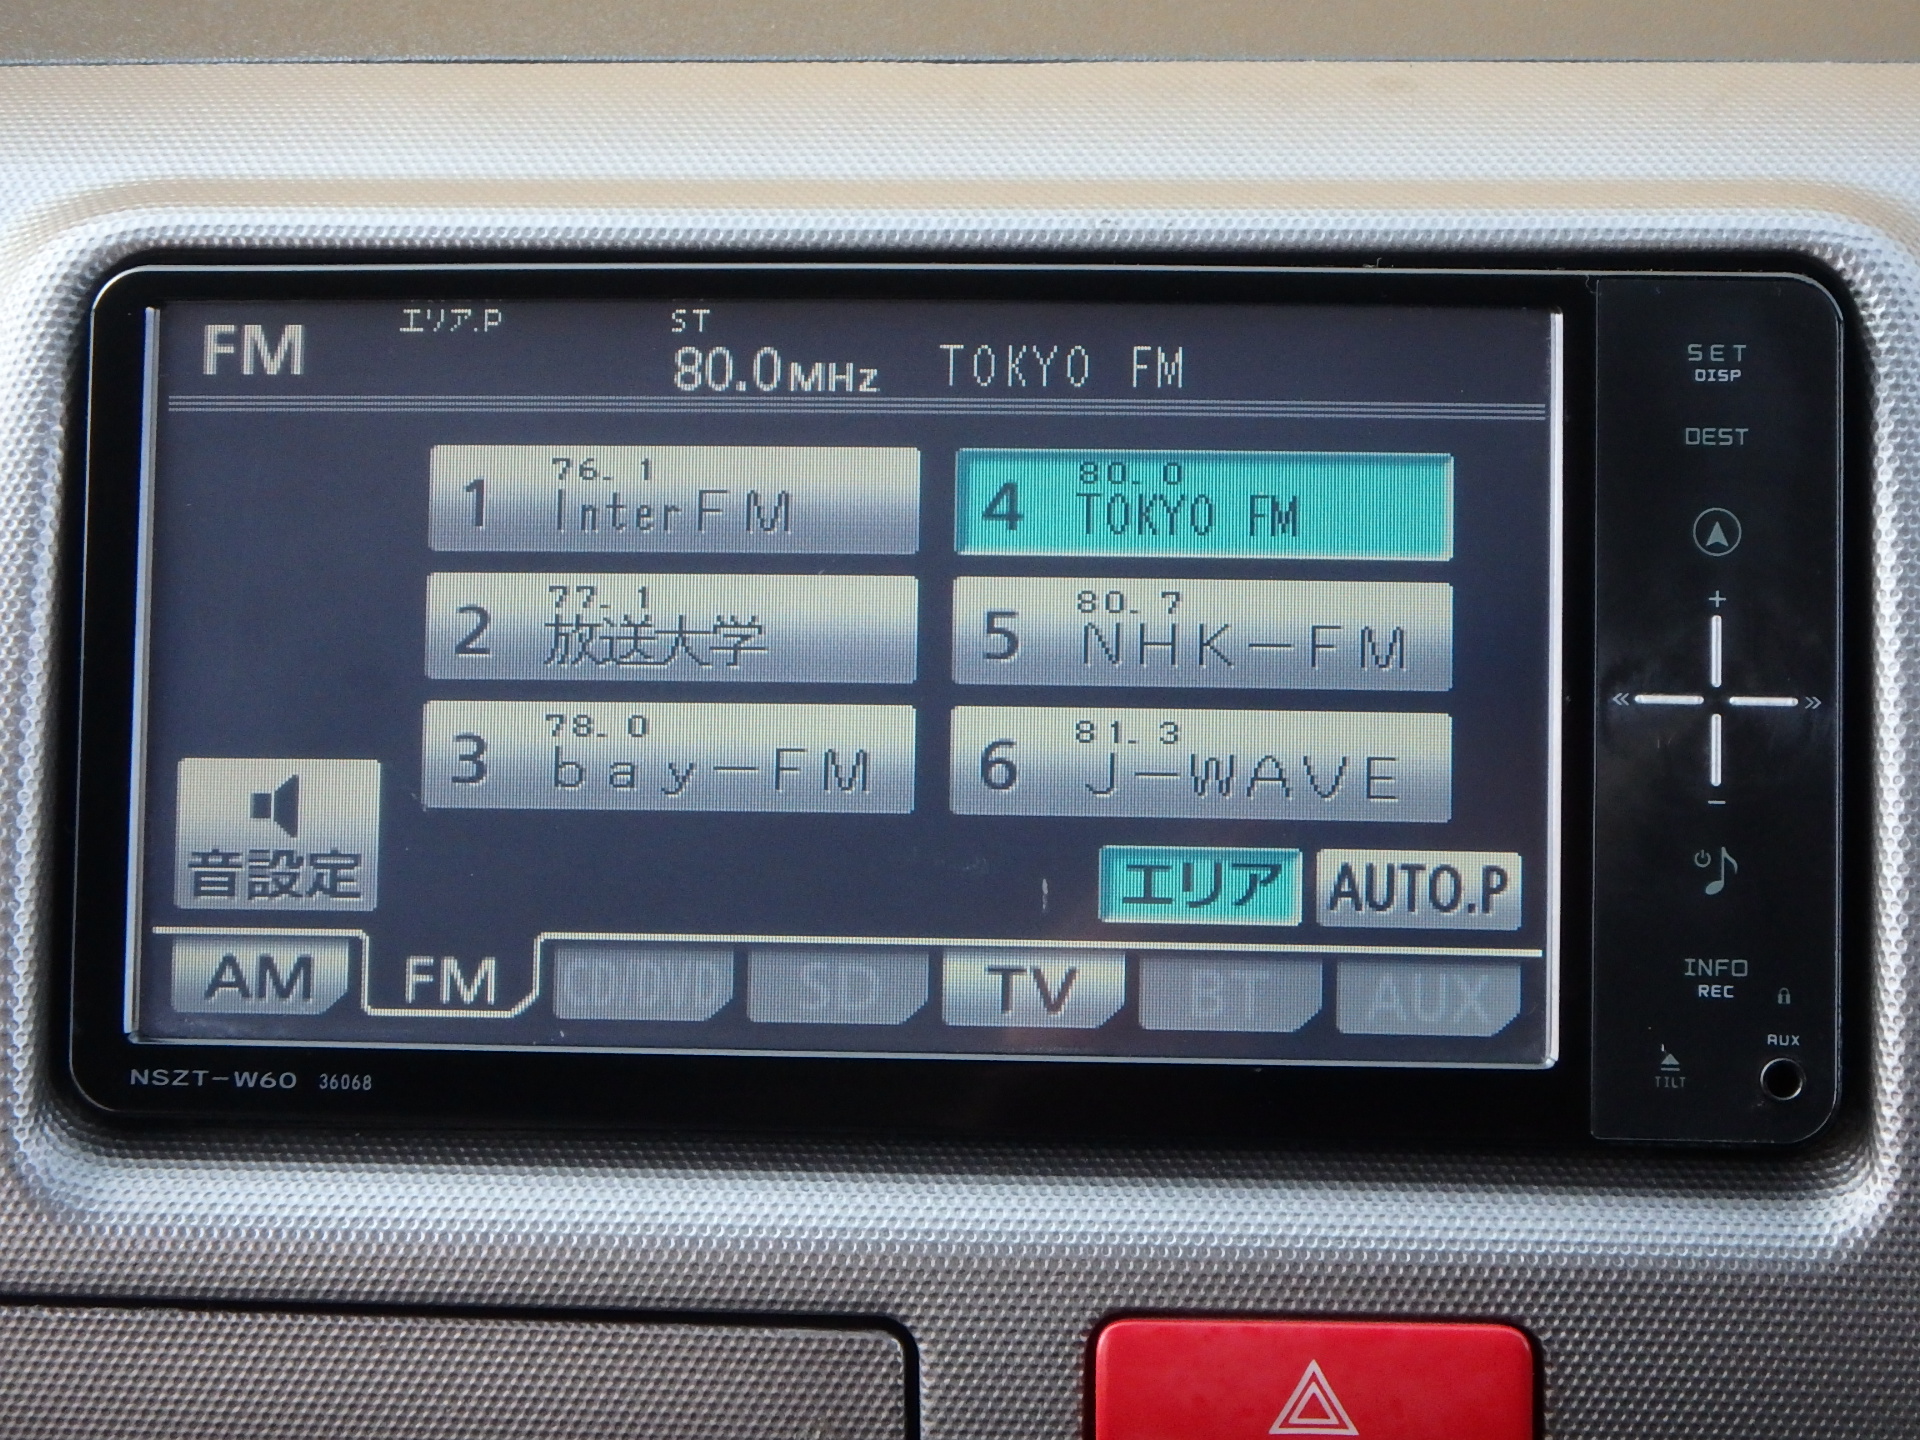 FM エリア.P ST
80.0MHz TOKYO FM
1 76.1
InterFM
4 80.0
TOKYO FM
2 77.1
放送大学
5 80.7
NHK-FM
3 78.0
bay-FM
6 81.3
J-WAVE
音設定
エリア AUTO.P
AM FM CD/DVD SD TV BT AUX
NSZT-W60 36068
SET
DISP
DEST
+
« »
−
INFO
REC
AUX
TILT